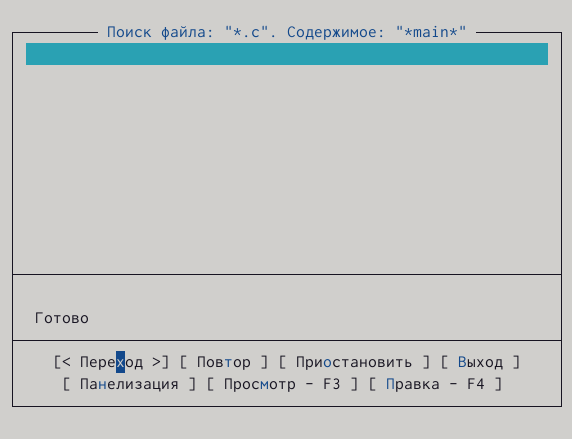 Поиск файла: "*.c". Содержимое: "*main*"
Готово
[< Переход >] [ Повтор ] [ Приостановить ] [ Выход ]
[ Панелизация ] [ Просмотр - F3 ] [ Правка - F4 ]